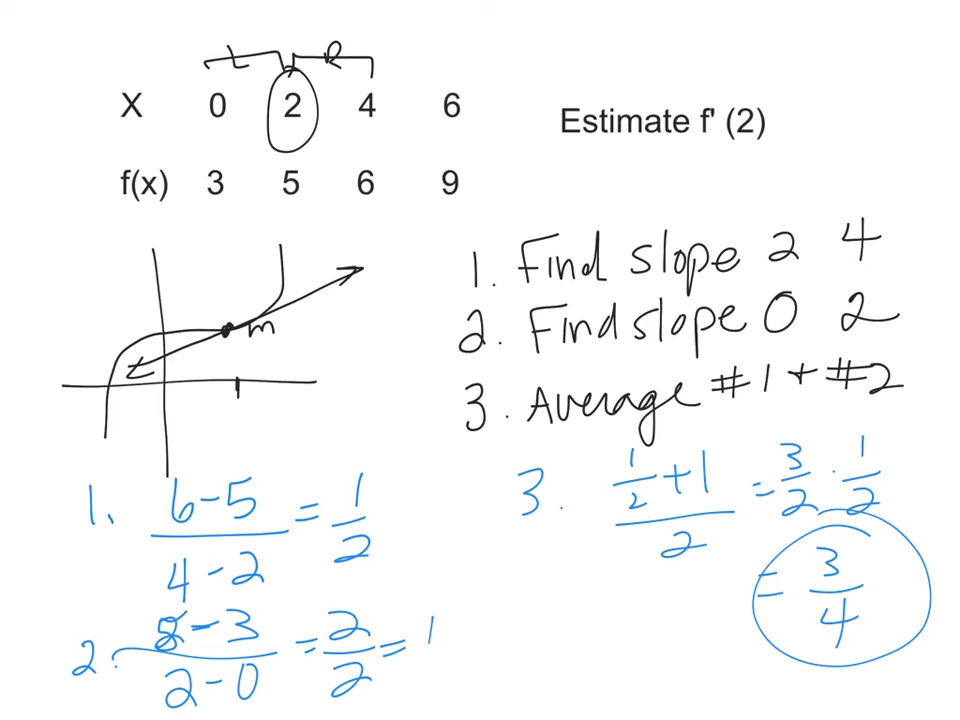 L R
X 0 2 4 6
Estimate f' (2)
f(x) 3 5 6 9
1. Find slope 2 4
2. Find slope 0 2
3. Average #1 + #2
m
t
1. 6-5/4-2 = 1/2
2. 5-3/2-0 = 2/2 = 1
3. 1/2+1/2 = 3/2 · 1/2
= 3/4